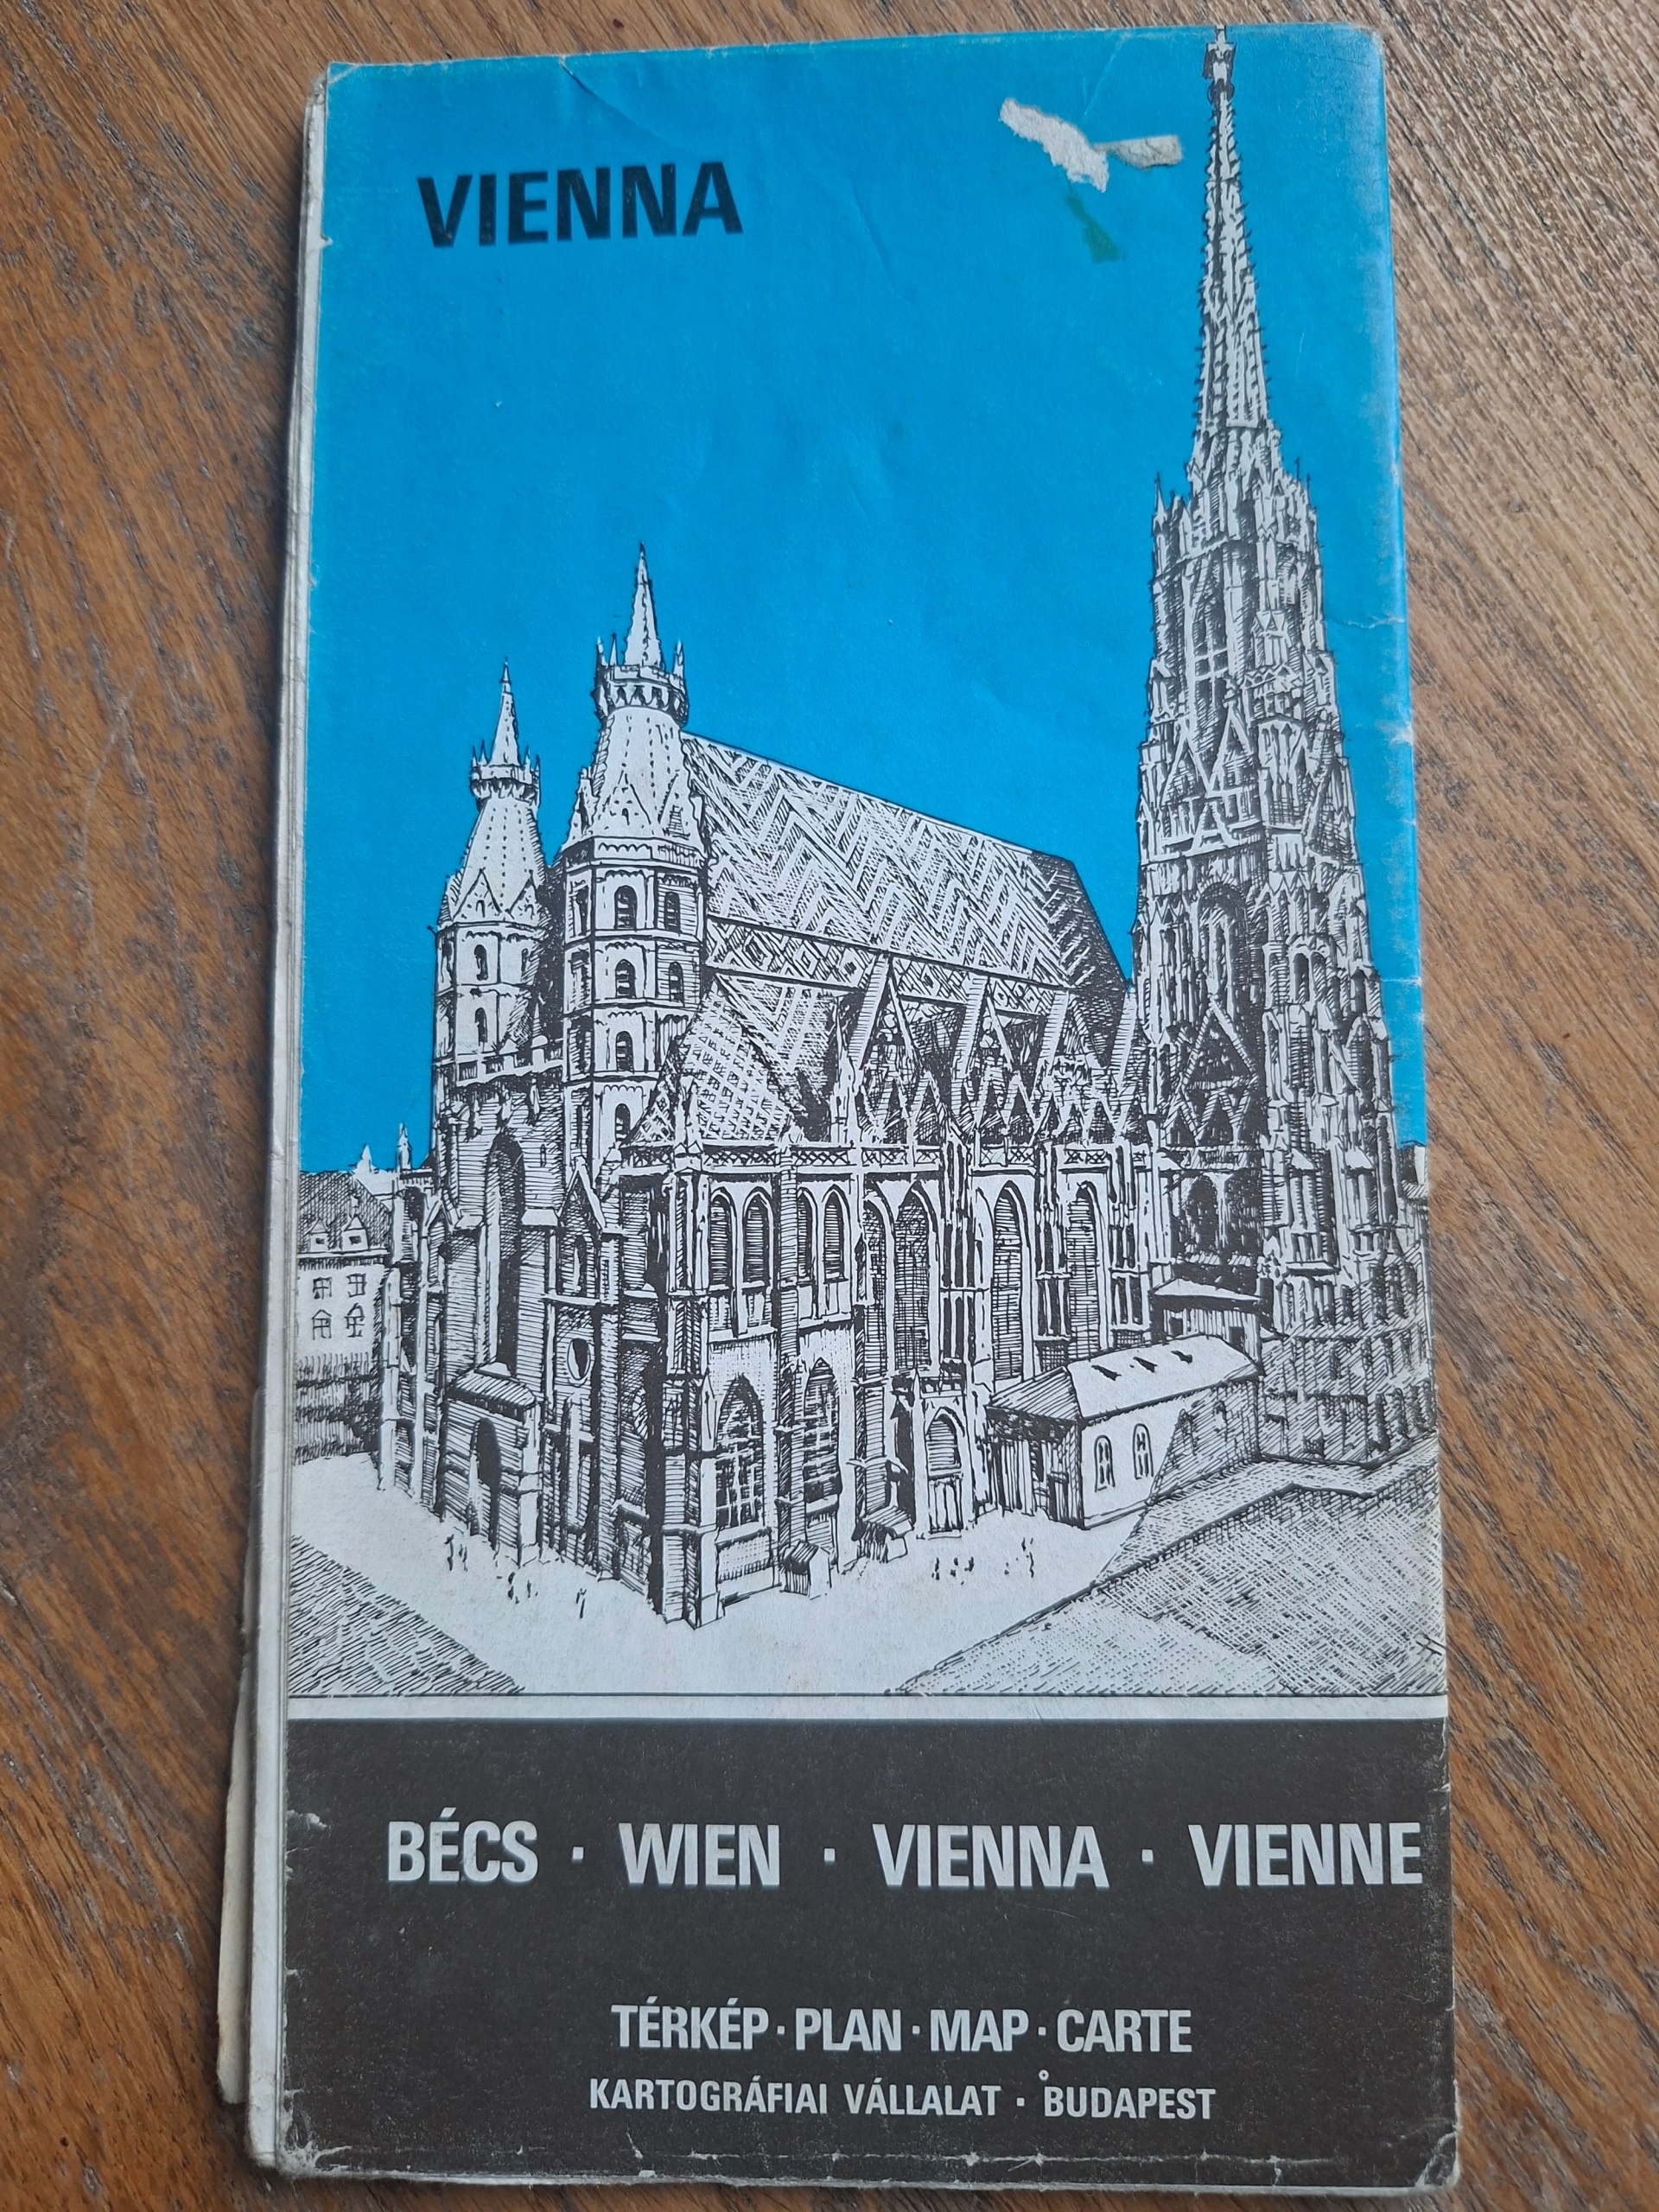 VIENNA
BÉCS · WIEN · VIENNA · VIENNE
TÉRKÉP · PLAN · MAP · CARTE
KARTOGRÁFIAI VÁLLALAT · BUDAPEST